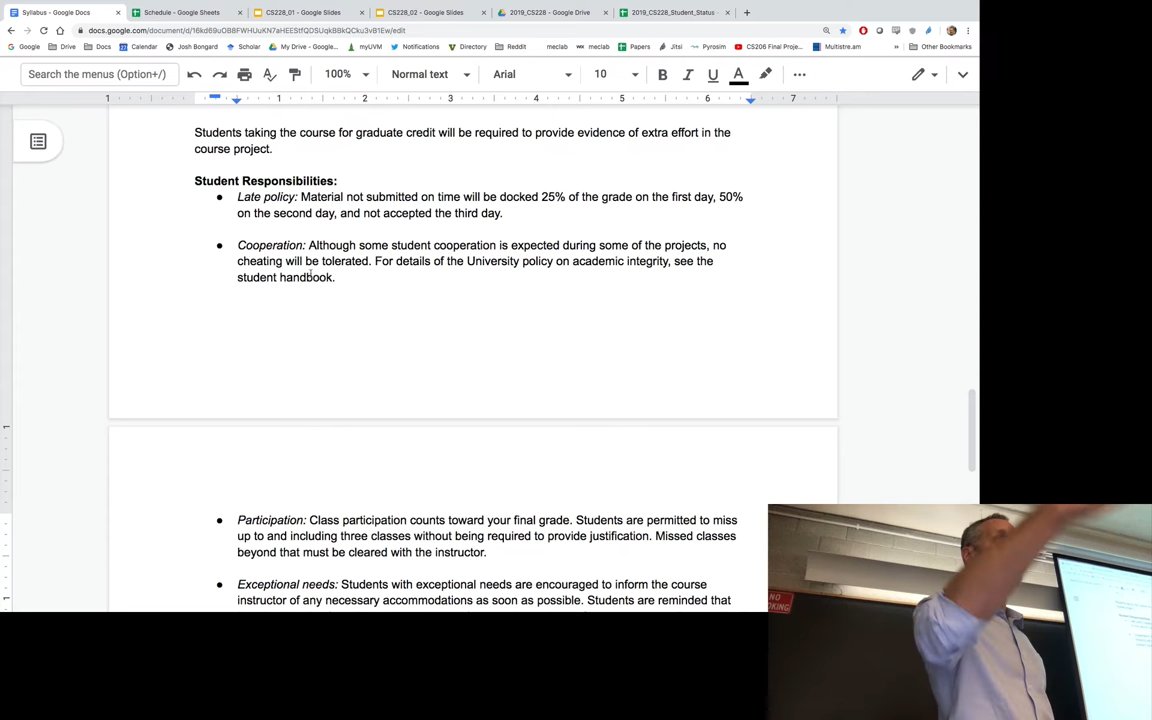 Syllabus - Google Docs
Schedule - Google Sheets
CS228_01 - Google Slides
CS228_02 - Google Slides
2019_CS228 - Google Drive
2019_CS228_Student_Status
docs.google.com/document/d/16kd69uOBBFWHUuKN7aHEEStfQDSUqkBBkQCku3vB1Ew/edit
Google
Drive
Docs
Calendar
Josh Bongard
Scholar
My Drive - Google...
myUVM
Notifications
Directory
Reddit
meclab
meclab
Papers
Jitsi
Pyrosim
CS206 Final Proje...
Multistre.am
»
Other Bookmarks
Search the menus (Option+/)
100%
Normal text
Arial
10
B I U A
1 1 2 3 4 5 6 7
Students taking the course for graduate credit will be required to provide evidence of extra effort in the
course project.
Student Responsibilities:
● Late policy: Material not submitted on time will be docked 25% of the grade on the first day, 50%
on the second day, and not accepted the third day.
● Cooperation: Although some student cooperation is expected during some of the projects, no
cheating will be tolerated. For details of the University policy on academic integrity, see the
student handbook.
● Participation: Class participation counts toward your final grade. Students are permitted to miss
up to and including three classes without being required to provide justification. Missed classes
beyond that must be cleared with the instructor.
● Exceptional needs: Students with exceptional needs are encouraged to inform the course
instructor of any necessary accommodations as soon as possible. Students are reminded that
NO
SMOKING